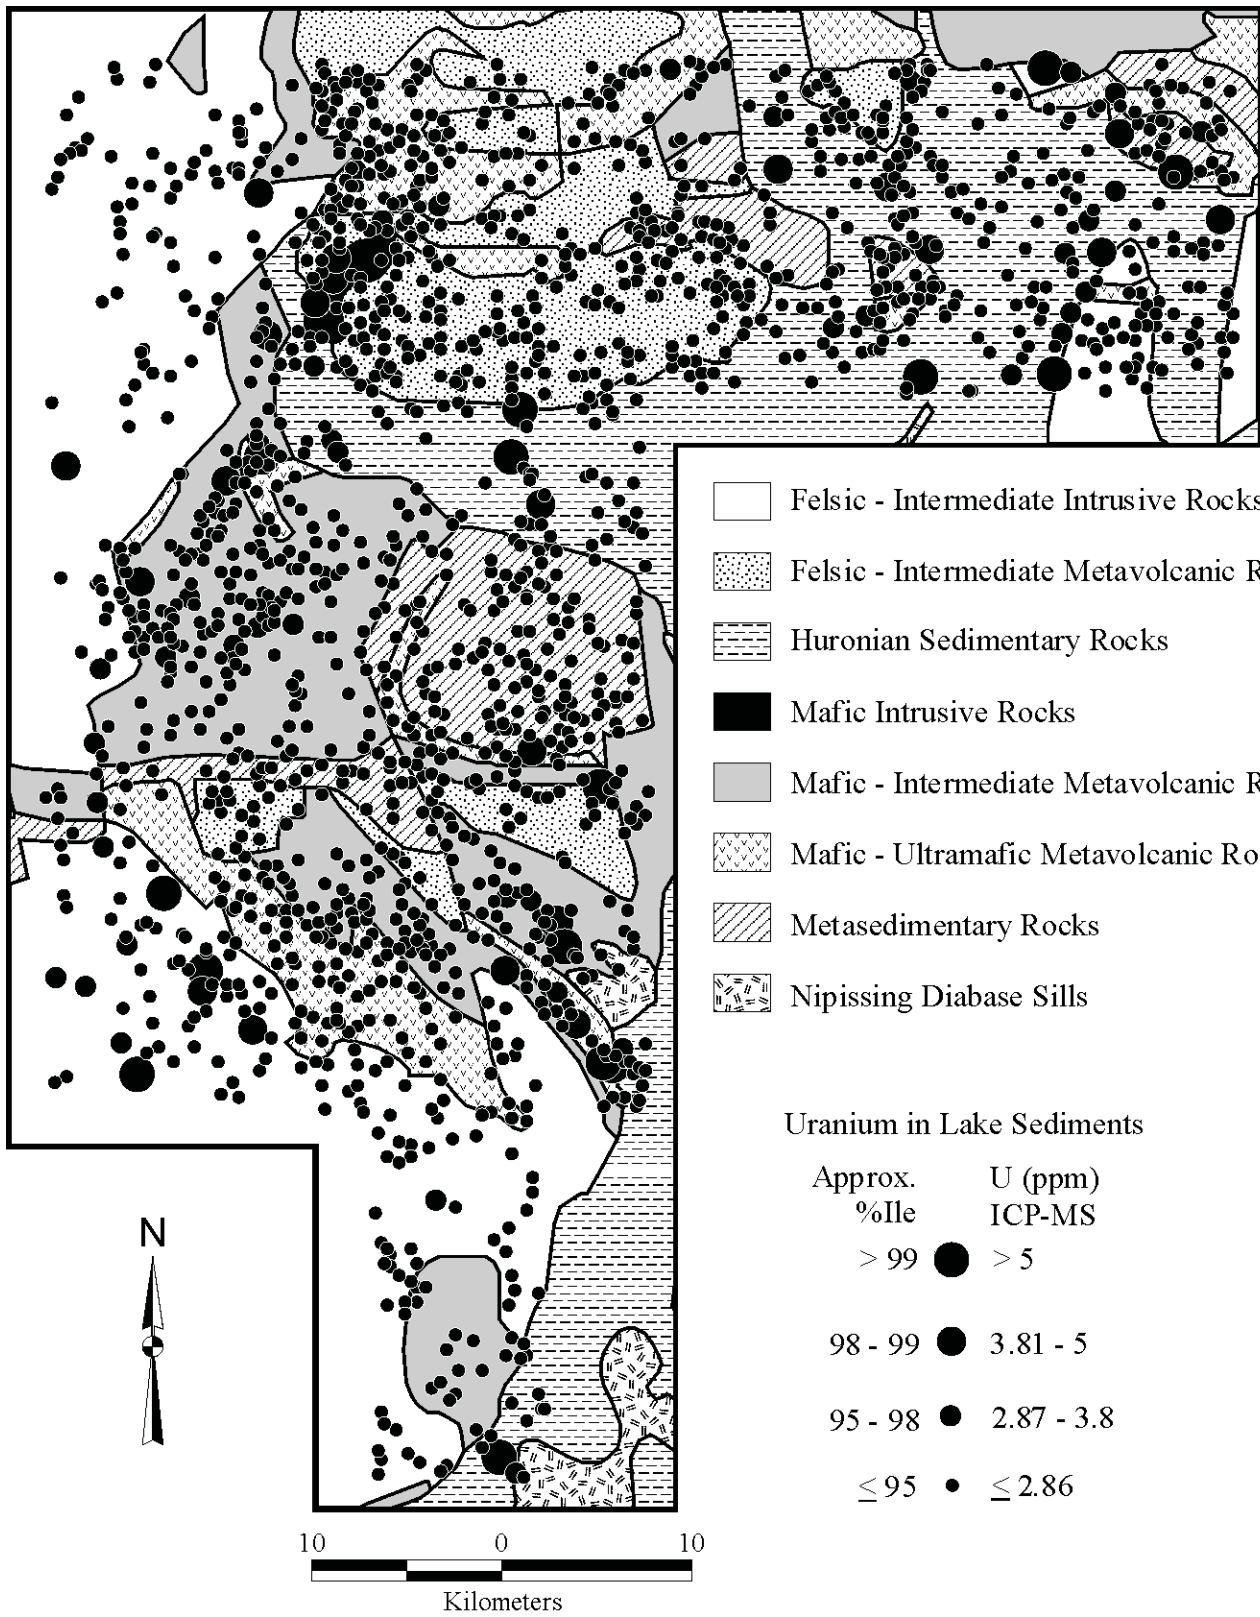 Felsic - Intermediate Intrusive Rocks
Felsic - Intermediate Metavolcanic R
Huronian Sedimentary Rocks
Mafic Intrusive Rocks
Mafic - Intermediate Metavolcanic R
Mafic - Ultramafic Metavolcanic Ro
Metasedimentary Rocks
Nipissing Diabase Sills
Uranium in Lake Sediments
Approx. U (ppm)
%Ile ICP-MS
> 99 > 5
98 - 99 3.81 - 5
95 - 98 2.87 - 3.8
≤ 95 ≤ 2.86
N
10 0 10
Kilometers